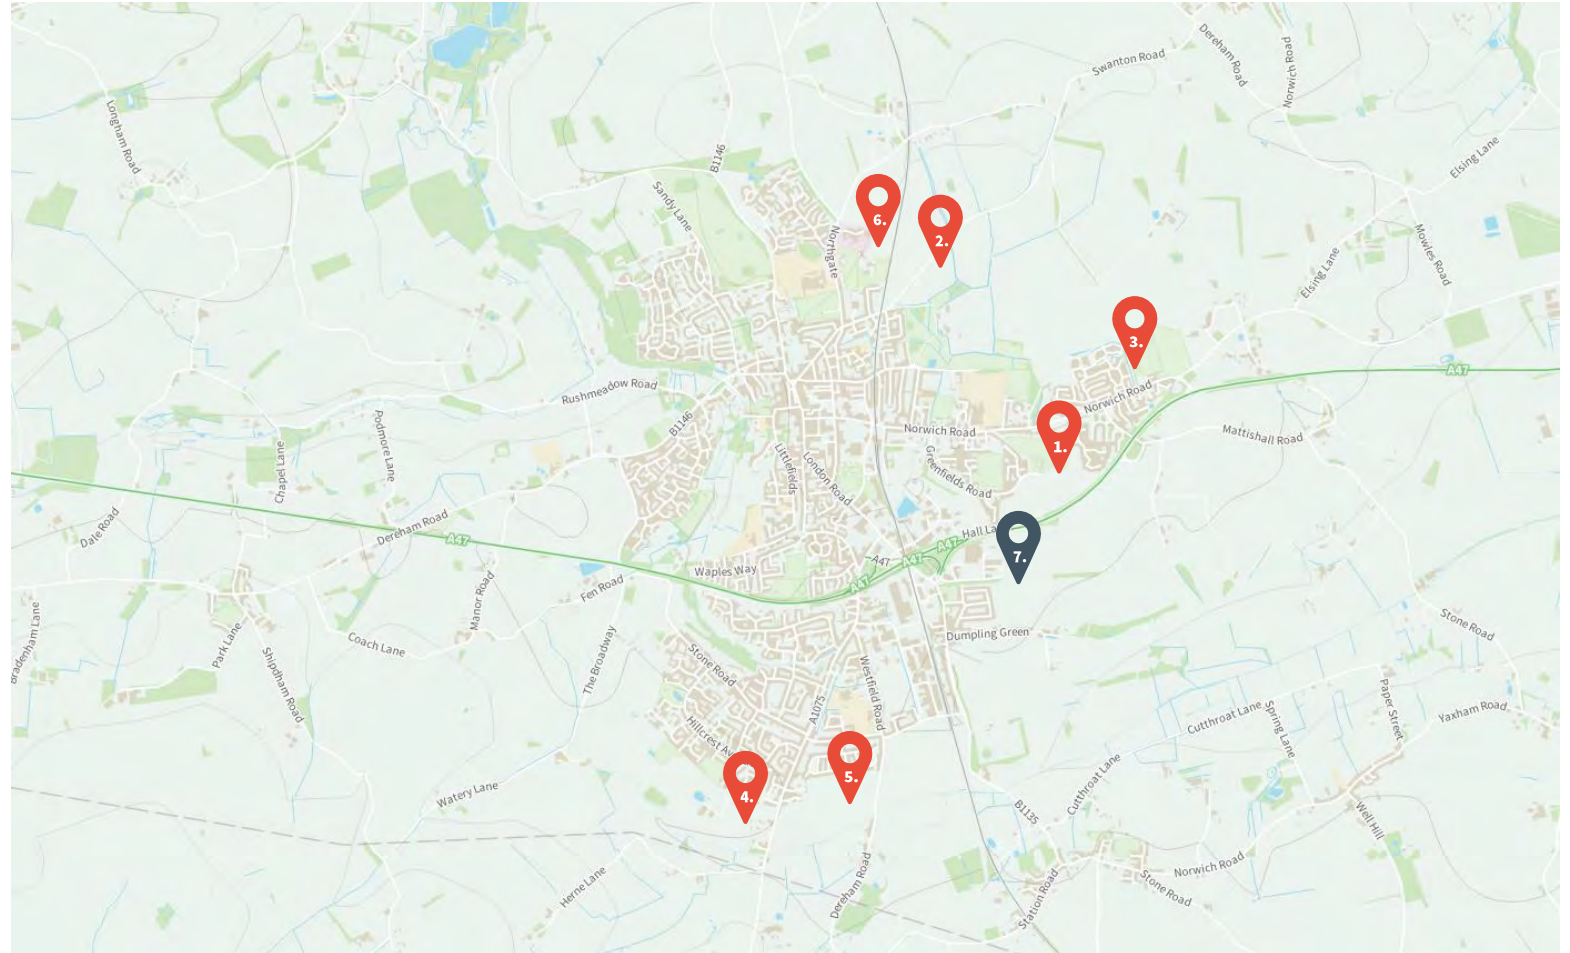 Swanton Road
Dereham Road
Norwich Road
Longham Road
B1146
Elsing Lane
Sandy Lane
6.
2.
Northgate
Mowles Road
Elsing Lane
3.
A47
Rushmeadow Road
Norwich Road
B1146
Podmore Lane
1.
Norwich Road
Mattishall Road
Chapel Lane
Littlefields
London Road
Greenfields Road
Dale Road
Dereham Road
A47
Hall La
7.
A47
A47
A47
A47
Waples Way
Fen Road
Manor Road
Bradenham Lane
Park Lane
Coach Lane
Dumpling Green
Stone Road
The Broadway
Shipdham Road
Stone Road
Westfield Road
A1075
Paper Street
Cutthroat Lane
Spring Lane
Yaxham Road
Hillcrest Av
5.
4.
Cutthroat Lane
Watery Lane
B1135
Well Hill
Norwich Road
Herne Lane
Dereham Road
Station Road
Stone Road